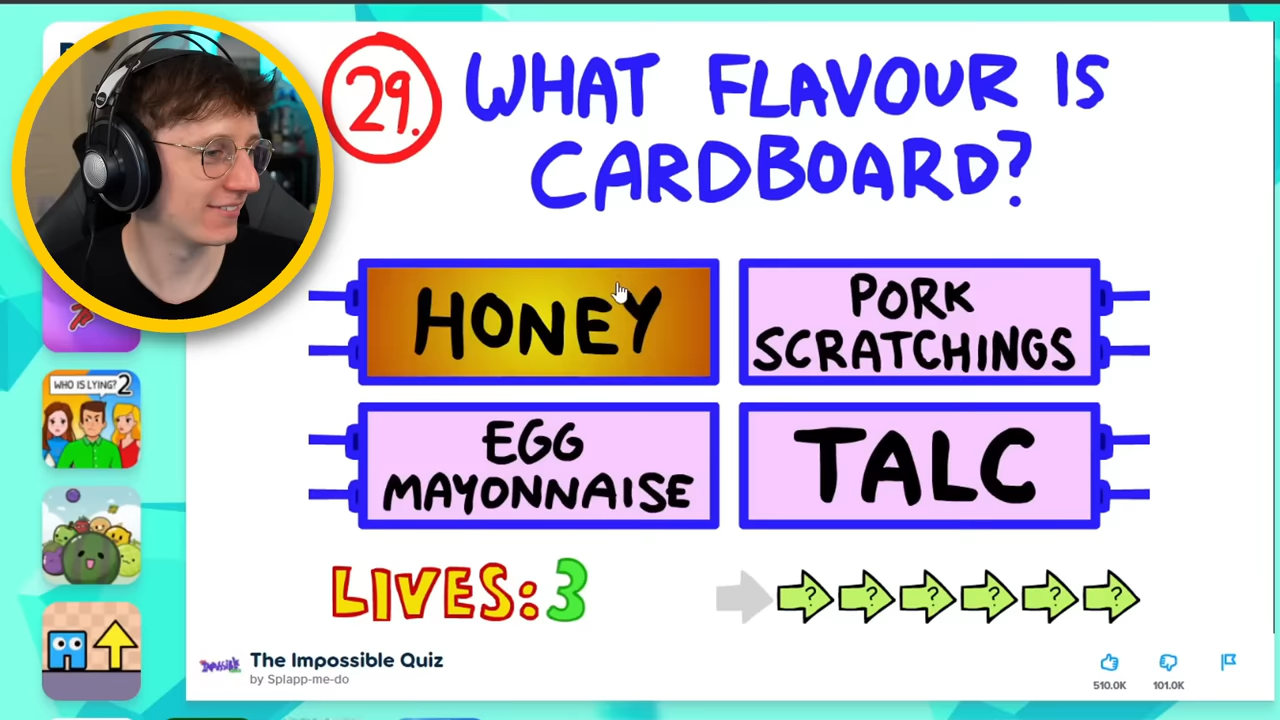 29.
WHAT FLAVOUR IS
CARDBOARD?
HONEY
PORK
SCRATCHINGS
EGG
MAYONNAISE
TALC
LIVES: 3
? ? ? ? ? ?
WHO IS LYING? 2
The Impossible Quiz
by Splapp-me-do
510.0K
101.0K